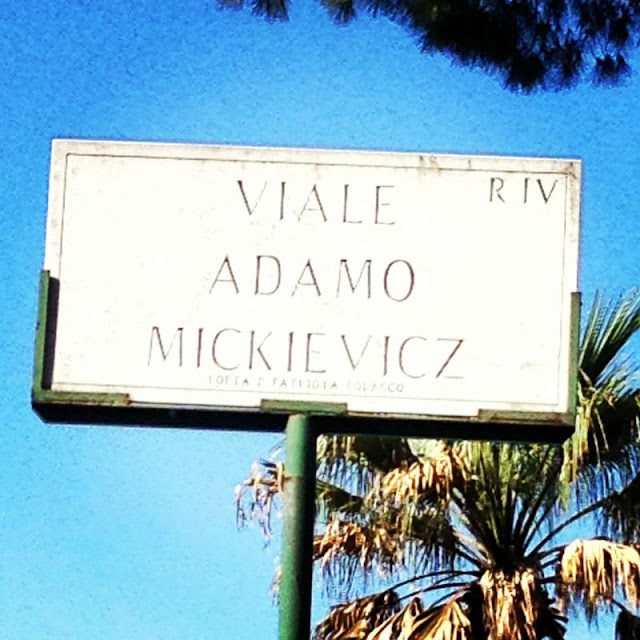 R IV
VIALE
ADAMO
MICKIEVICZ
POETA E PATRIOTA POLACCO